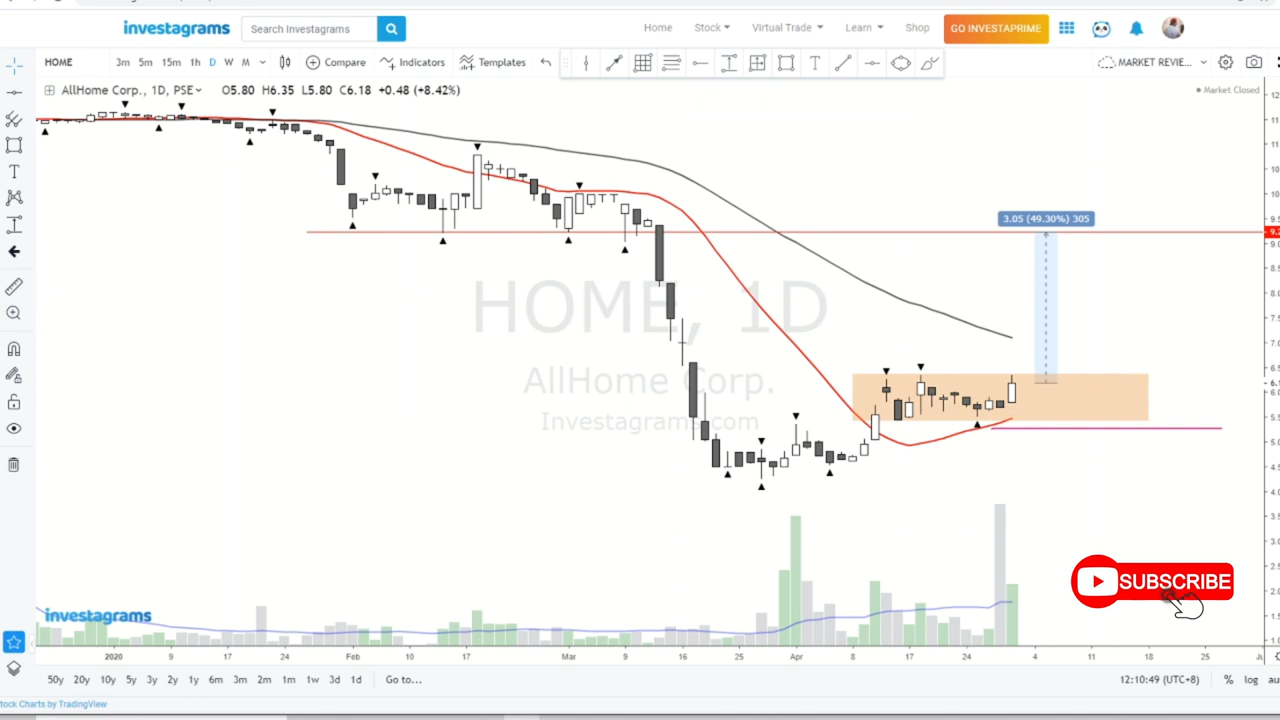 investagrams
Search Investagrams
Home Stock Virtual Trade Learn Shop GO INVESTAPRIME
HOME 3m 5m 15m 1h D W M Compare Indicators Templates MARKET REVIE...
AllHome Corp., 1D, PSE O5.80 H6.35 L5.80 C6.18 +0.48 (+8.42%)
Market Closed
3.05 (49.30%) 305
HOME, 1D
AllHome Corp.
Investagrams.com
SUBSCRIBE
investagrams
2020 9 17 24 Feb 10 17 Mar 9 16 25 Apr 8 17 24 4 11 18 25
50y 20y 10y 5y 3y 2y 1y 6m 3m 2m 1m 1w 3d 1d Go to... 12:10:49 (UTC+8) % log
tock Charts by TradingView